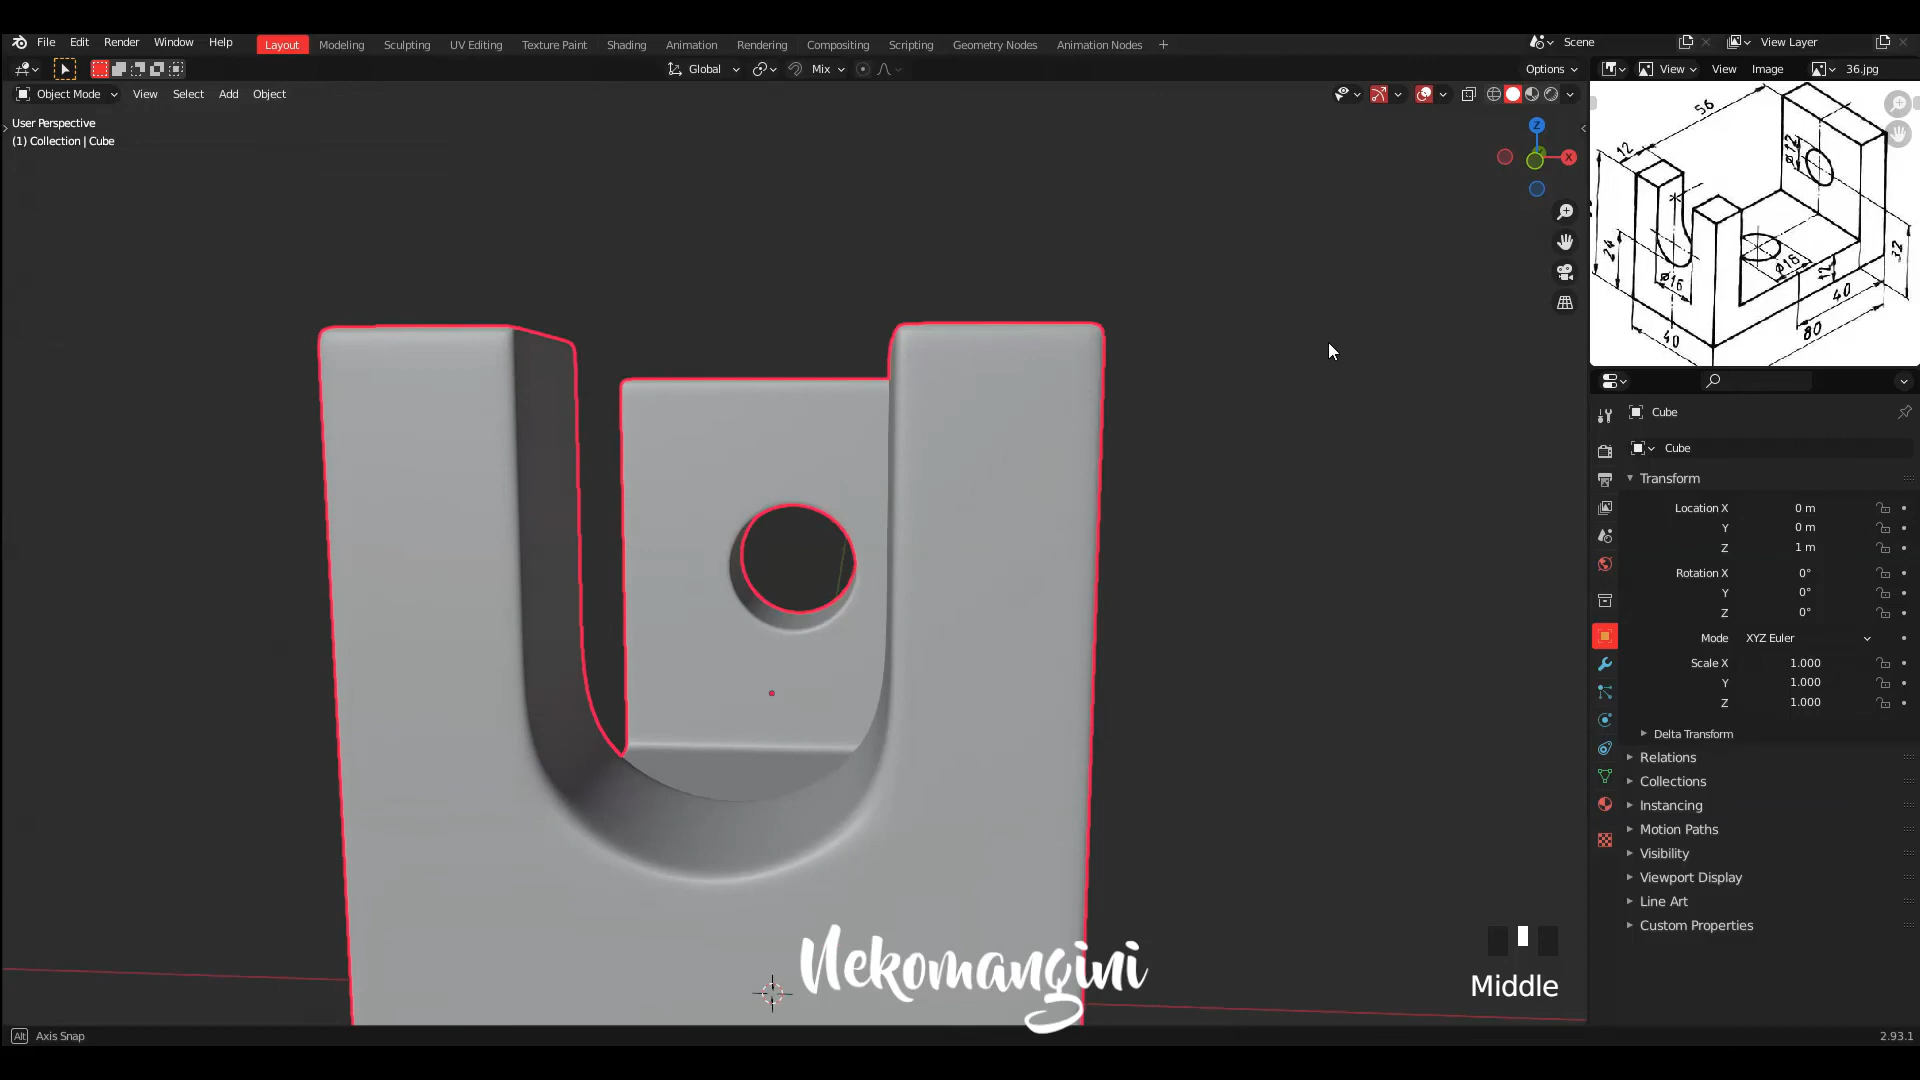 File Edit Render Window Help Layout Modeling Sculpting UV Editing Texture Paint Shading Animation Rendering Compositing Scripting Geometry Nodes Animation Nodes + Scene View Layer
Global Mix Options View View Image 36.jpg
Object Mode View Select Add Object
User Perspective
(1) Collection | Cube
Z
X
56
12
Ø12
24
Ø16
Ø16
12
32
40
40
80
Cube
Cube
Transform
Location X 0 m
Y 0 m
Z 1 m
Rotation X 0°
Y 0°
Z 0°
Mode XYZ Euler
Scale X 1.000
Y 1.000
Z 1.000
Delta Transform
Relations
Collections
Instancing
Motion Paths
Visibility
Viewport Display
Line Art
Custom Properties
Nekomangini
Middle
Alt Axis Snap
2.93.1